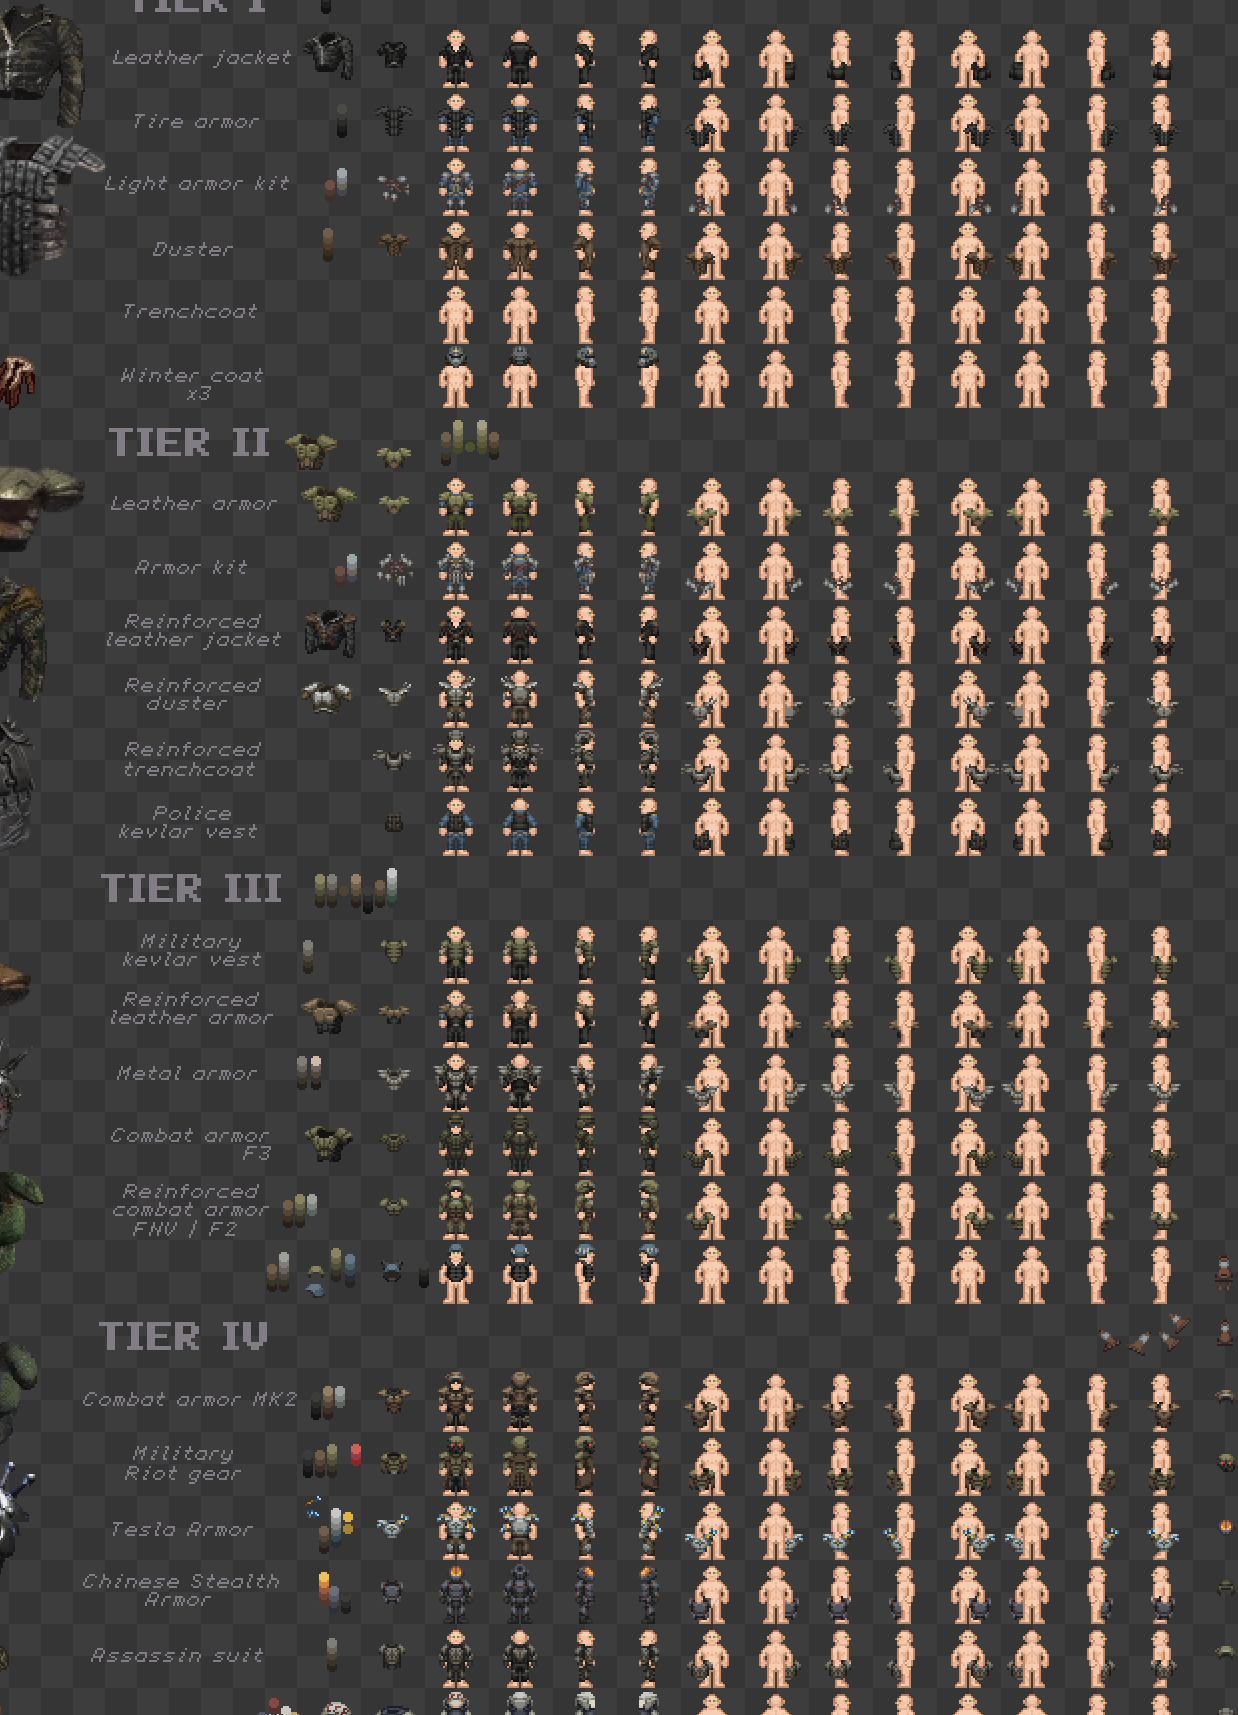 TIER I
Leather jacket
Tire armor
Light armor kit
Duster
Trenchcoat
Winter coat
x3
TIER II
Leather armor
Armor kit
Reinforced
leather jacket
Reinforced
duster
Reinforced
trenchcoat
Police
kevlar vest
TIER III
Military
kevlar vest
Reinforced
leather armor
Metal armor
Combat armor
F3
Reinforced
combat armor
FNV | F2
TIER IV
Combat armor MK2
Military
Riot gear
Tesla Armor
Chinese Stealth
Armor
Assassin suit